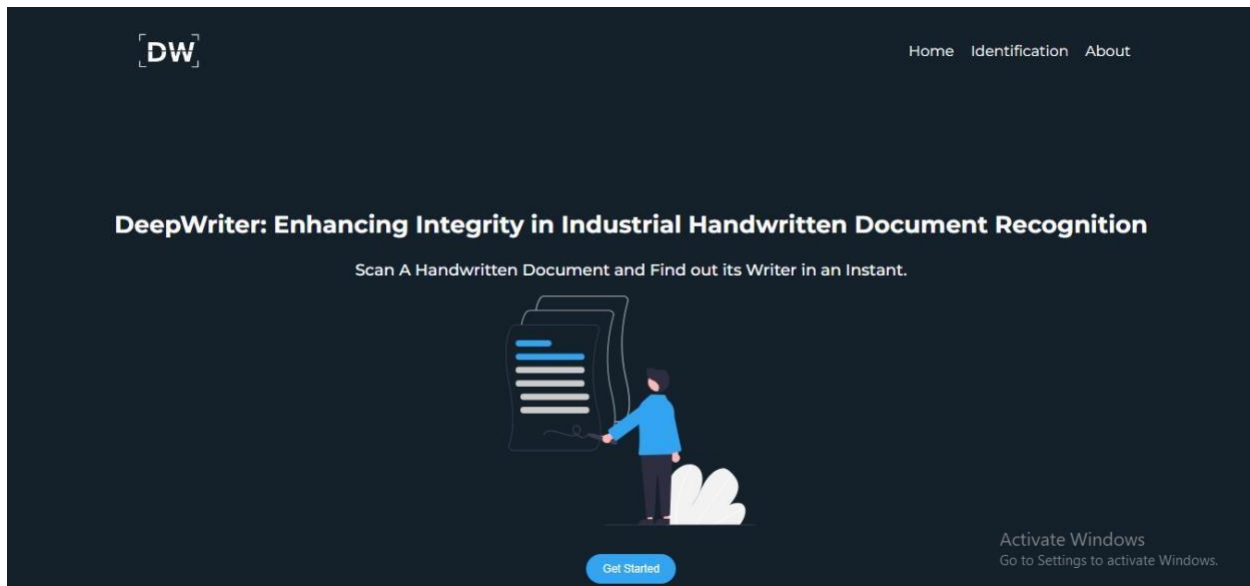 DW
Home Identification About
DeepWriter: Enhancing Integrity in Industrial Handwritten Document Recognition
Scan A Handwritten Document and Find out its Writer in an Instant.
Get Started
Activate Windows
Go to Settings to activate Windows.